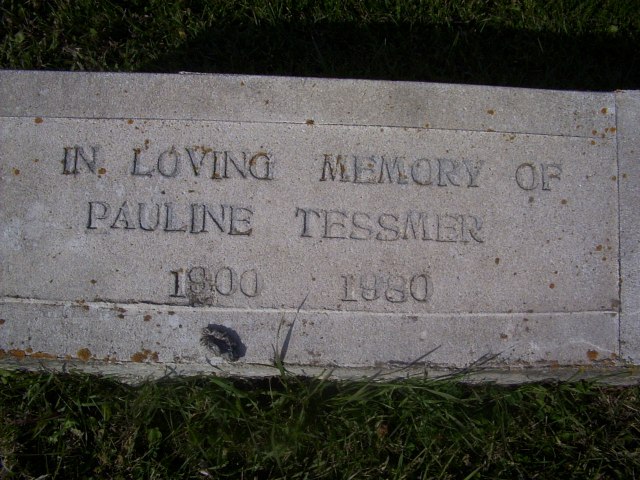 IN LOVING MEMORY OF
PAULINE TESSMER
1900 1980